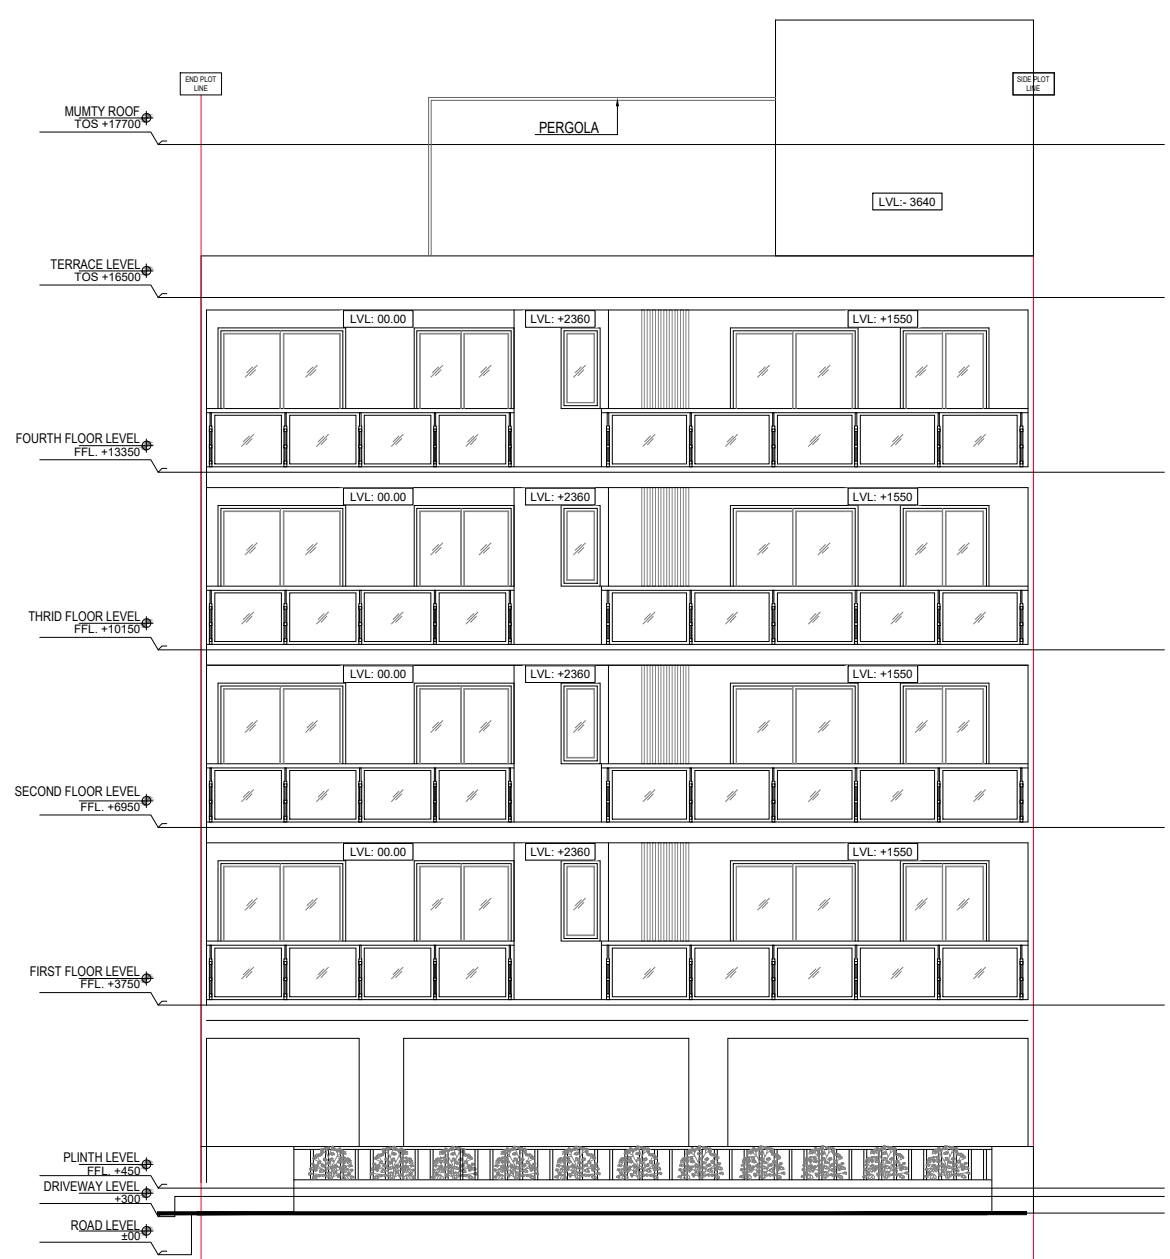 END PLOT
LINE
SIDE PLOT
LINE
MUMTY ROOF
TOS +17700
PERGOLA
LVL:- 3640
TERRACE LEVEL
TOS +16500
LVL: 00.00
LVL: +2360
LVL: +1550
FOURTH FLOOR LEVEL
FFL. +13350
LVL: 00.00
LVL: +2360
LVL: +1550
THRID FLOOR LEVEL
FFL. +10150
LVL: 00.00
LVL: +2360
LVL: +1550
SECOND FLOOR LEVEL
FFL. +6950
LVL: 00.00
LVL: +2360
LVL: +1550
FIRST FLOOR LEVEL
FFL. +3750
PLINTH LEVEL
FFL. +450
DRIVEWAY LEVEL
+300
ROAD LEVEL
±00